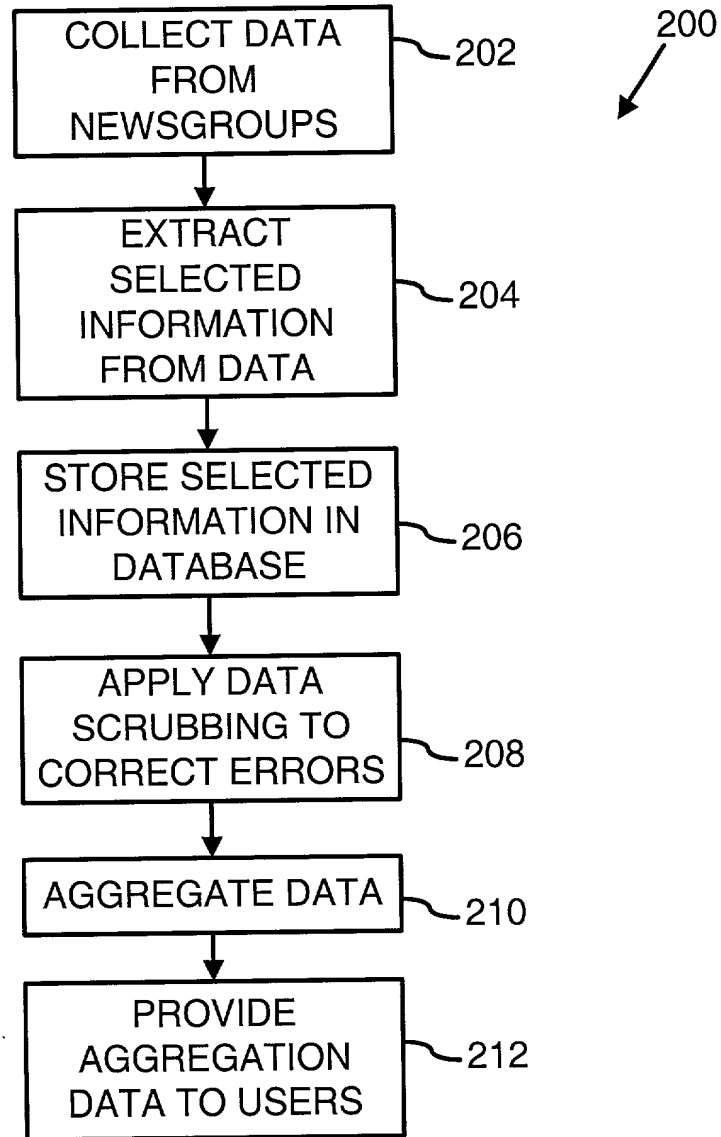 COLLECT DATA
FROM
NEWSGROUPS
202
200
EXTRACT
SELECTED
INFORMATION
FROM DATA
204
STORE SELECTED
INFORMATION IN
DATABASE
206
APPLY DATA
SCRUBBING TO
CORRECT ERRORS
208
AGGREGATE DATA
210
PROVIDE
AGGREGATION
DATA TO USERS
212